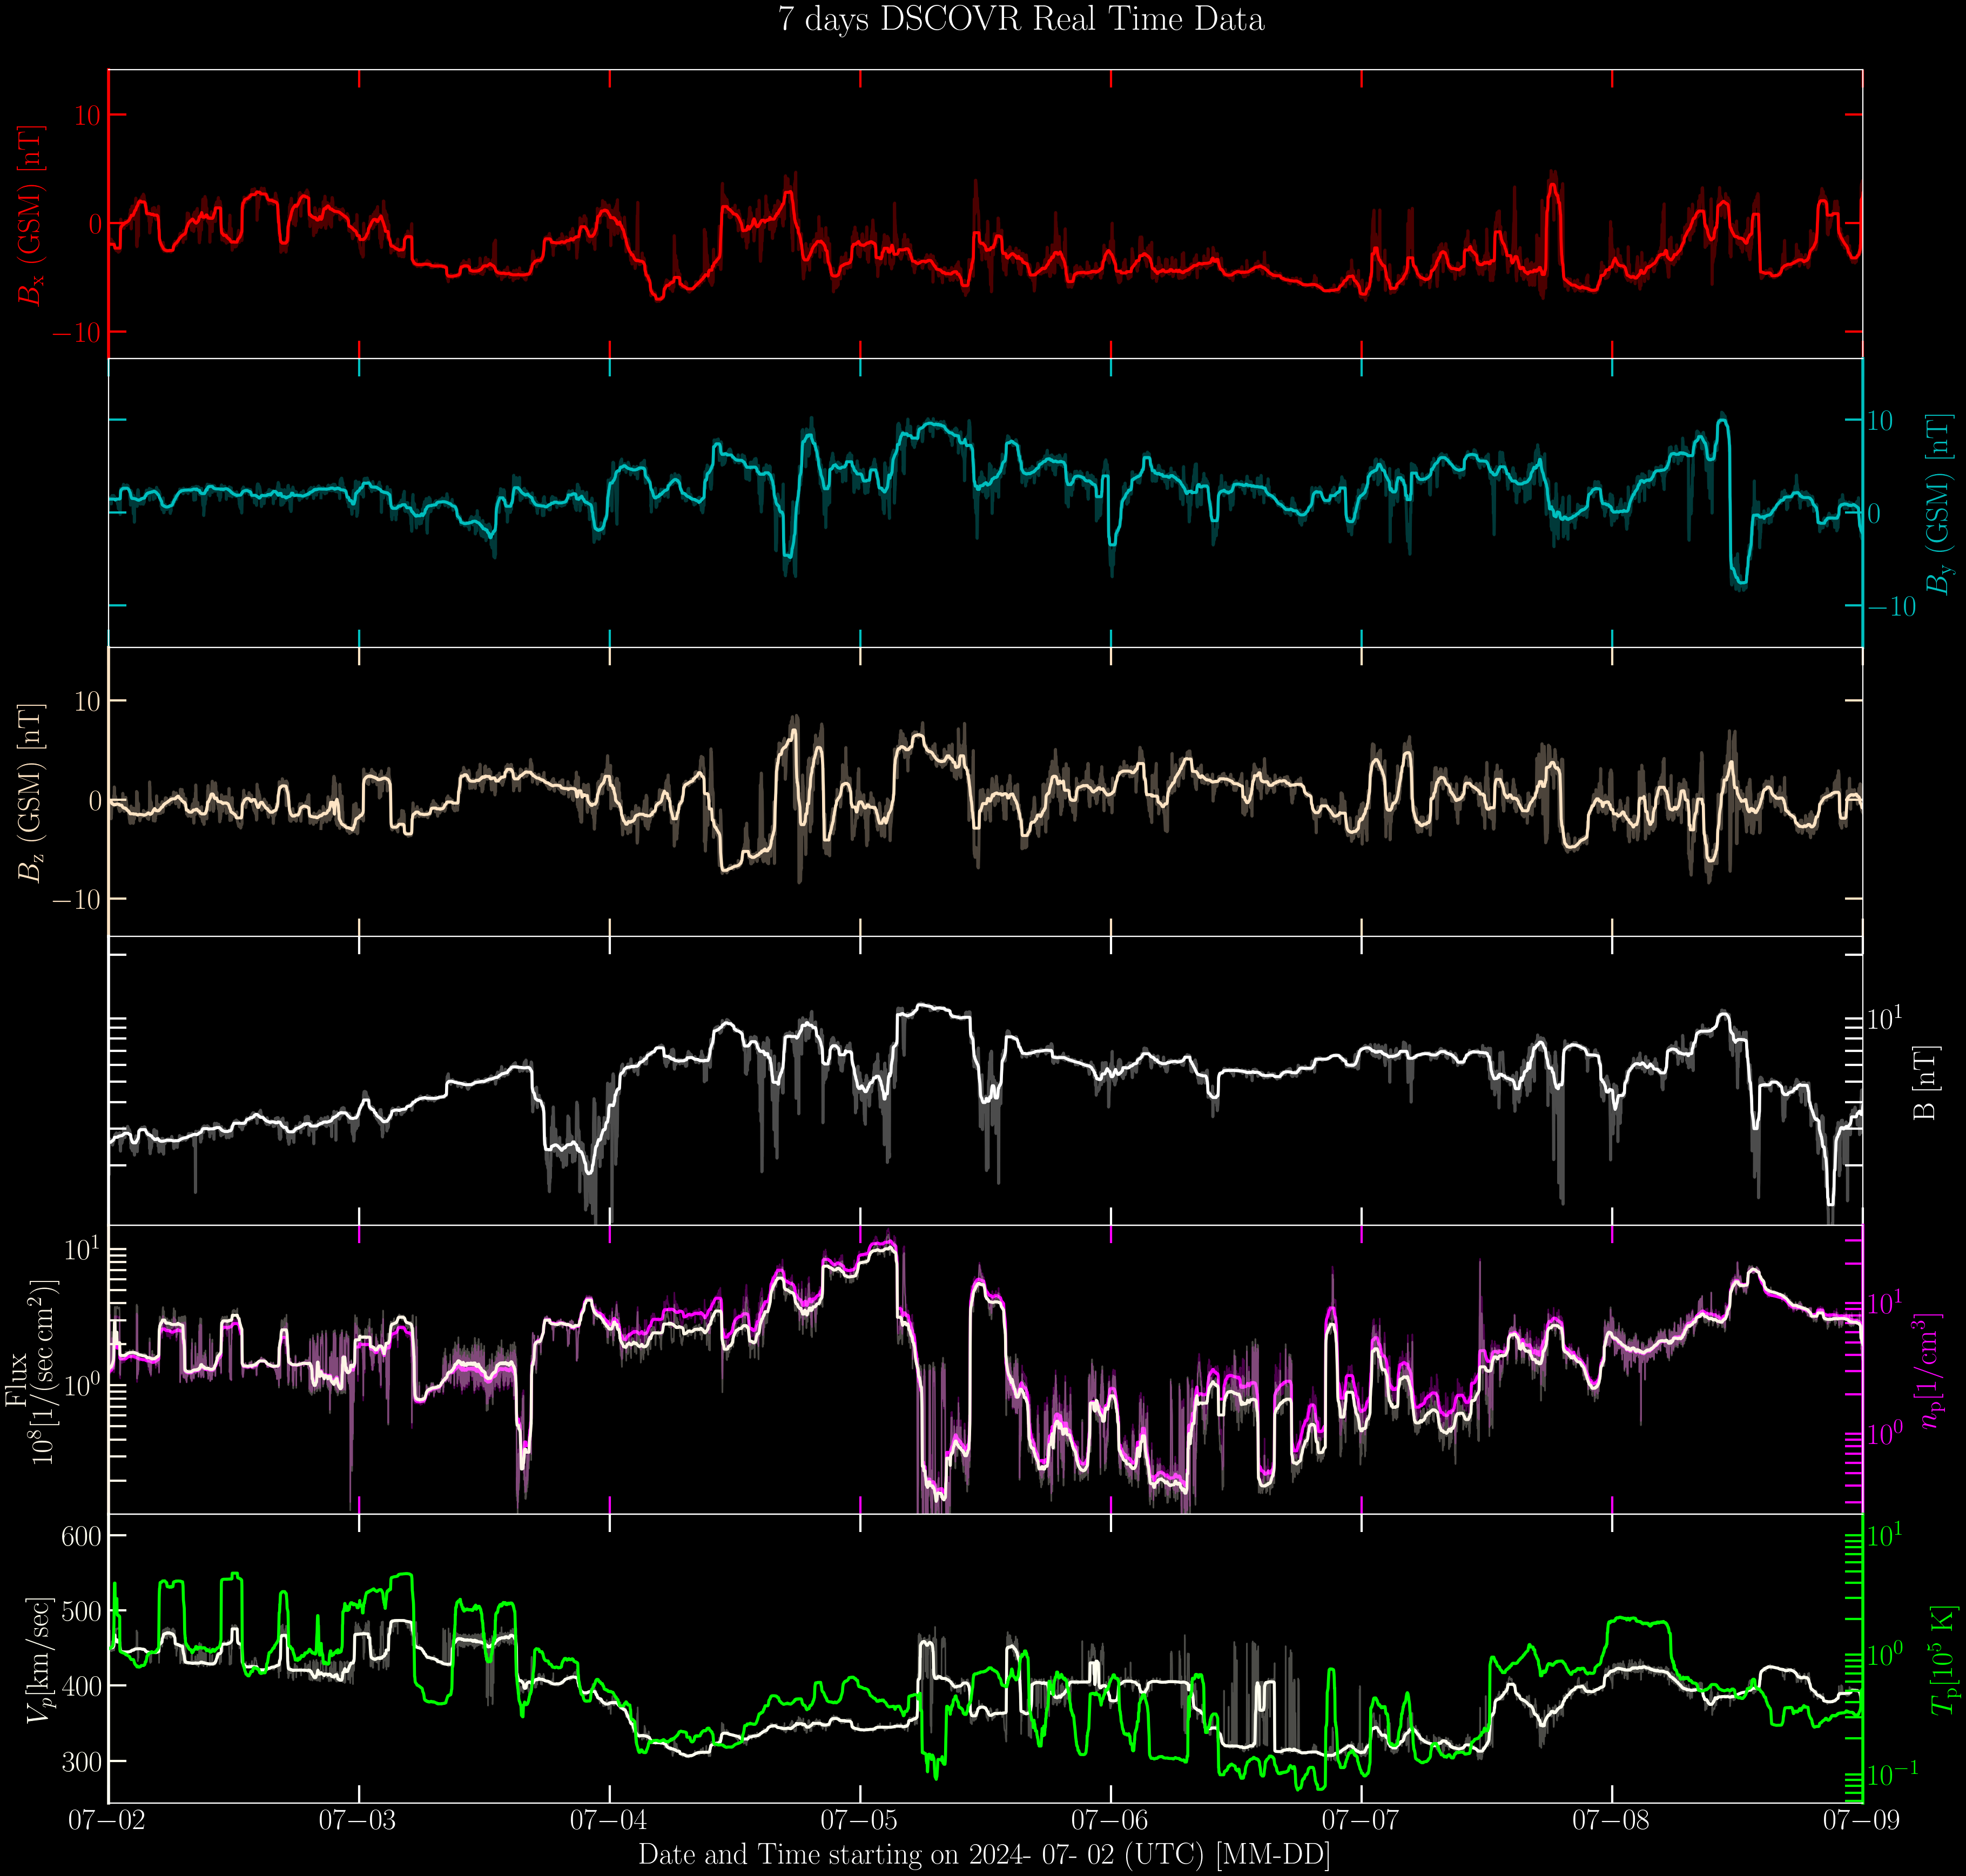 7 days DSCOVR Real Time Data
10
0
−10
Bx (GSM) [nT]
10
0
−10
By (GSM) [nT]
10
0
−10
Bz (GSM) [nT]
10^1
B [nT]
10^1
10^0
Flux
10^8[1/(sec cm^2)]
10^1
10^0
np[1/cm^3]
600
500
400
300
Vp[km/sec]
10^1
10^0
10^−1
Tp[10^5 K]
07−02 07−03 07−04 07−05 07−06 07−07 07−08 07−09
Date and Time starting on 2024- 07- 02 (UTC) [MM-DD]